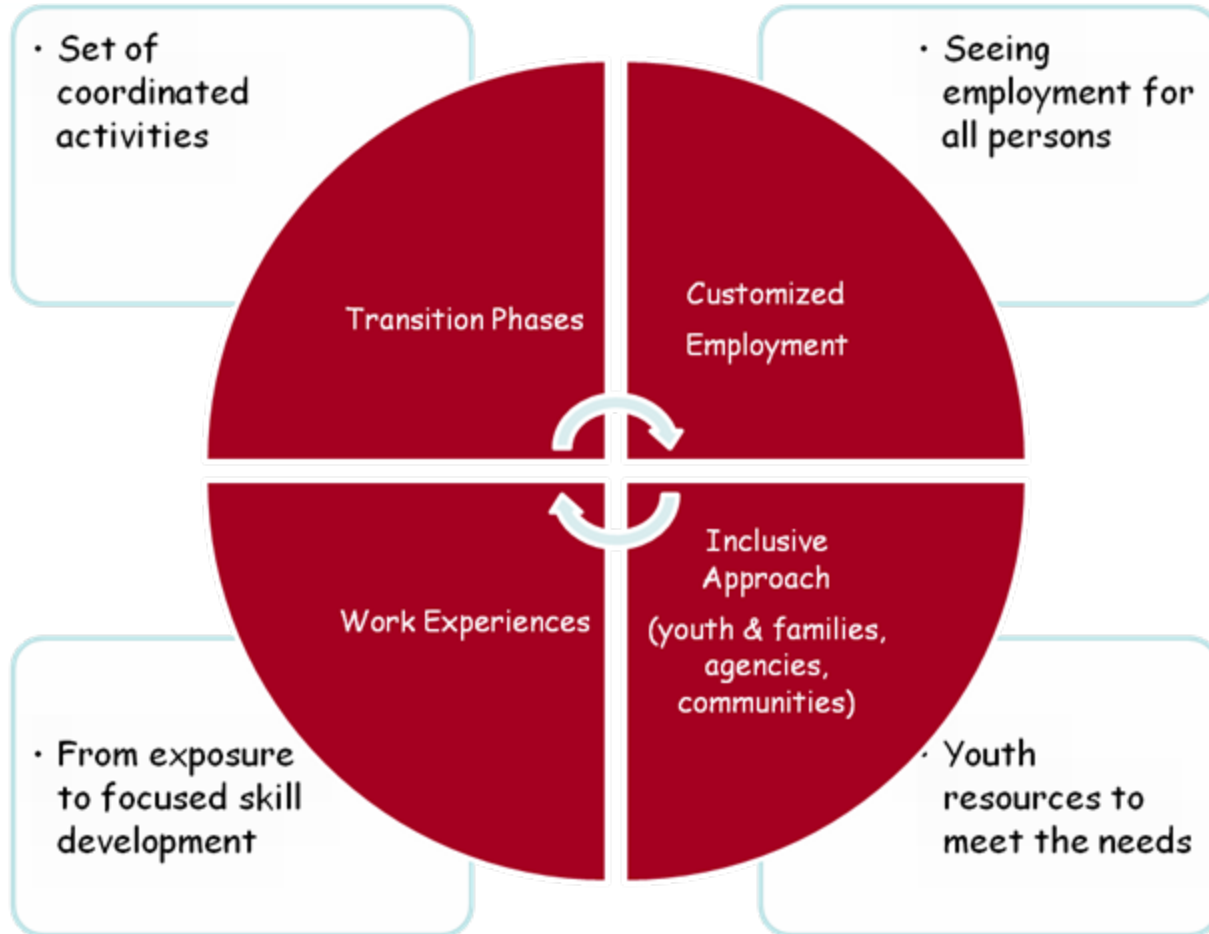 · Set of
coordinated
activities
· Seeing
employment for
all persons
Transition Phases
Customized
Employment
Work Experiences
Inclusive
Approach
(youth & families,
agencies,
communities)
· From exposure
to focused skill
development
· Youth
resources to
meet the needs